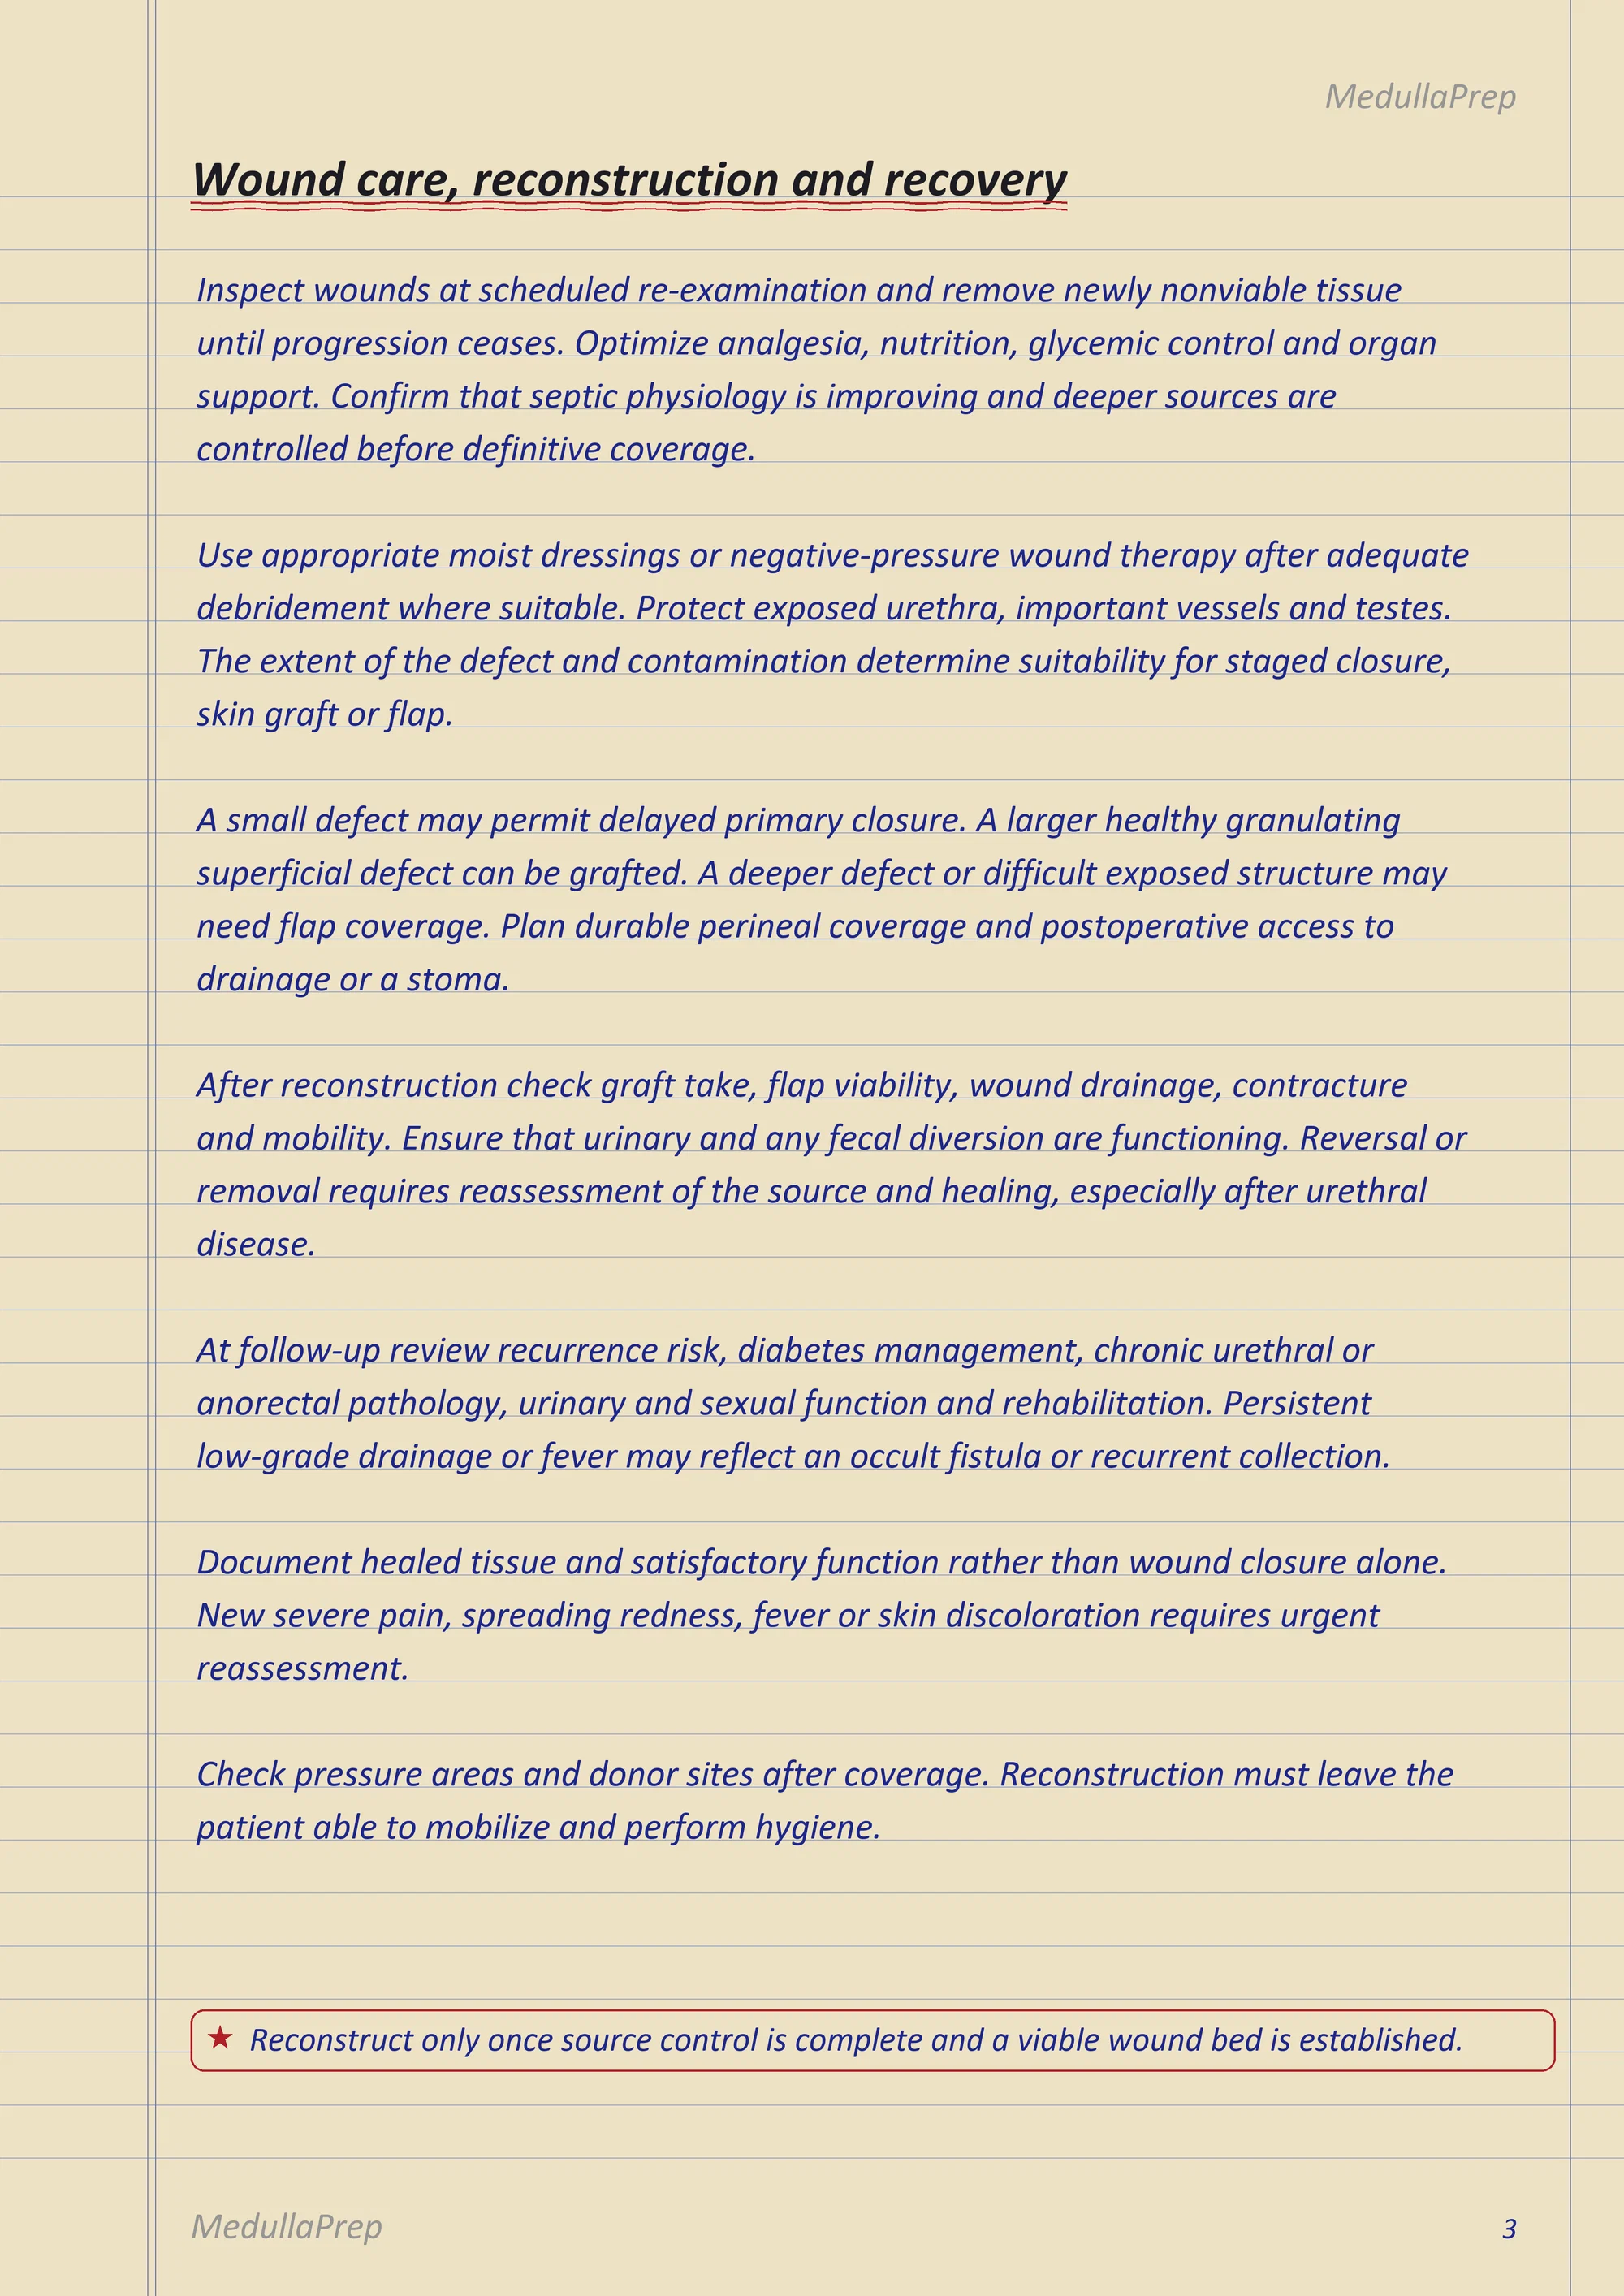 MedullaPrep
Wound care, reconstruction and recovery
Inspect wounds at scheduled re-examination and remove newly nonviable tissue
until progression ceases. Optimize analgesia, nutrition, glycemic control and organ
support. Confirm that septic physiology is improving and deeper sources are
controlled before definitive coverage.
Use appropriate moist dressings or negative-pressure wound therapy after adequate
debridement where suitable. Protect exposed urethra, important vessels and testes.
The extent of the defect and contamination determine suitability for staged closure,
skin graft or flap.
A small defect may permit delayed primary closure. A larger healthy granulating
superficial defect can be grafted. A deeper defect or difficult exposed structure may
need flap coverage. Plan durable perineal coverage and postoperative access to
drainage or a stoma.
After reconstruction check graft take, flap viability, wound drainage, contracture
and mobility. Ensure that urinary and any fecal diversion are functioning. Reversal or
removal requires reassessment of the source and healing, especially after urethral
disease.
At follow-up review recurrence risk, diabetes management, chronic urethral or
anorectal pathology, urinary and sexual function and rehabilitation. Persistent
low-grade drainage or fever may reflect an occult fistula or recurrent collection.
Document healed tissue and satisfactory function rather than wound closure alone.
New severe pain, spreading redness, fever or skin discoloration requires urgent
reassessment.
Check pressure areas and donor sites after coverage. Reconstruction must leave the
patient able to mobilize and perform hygiene.
★ Reconstruct only once source control is complete and a viable wound bed is established.
MedullaPrep
3